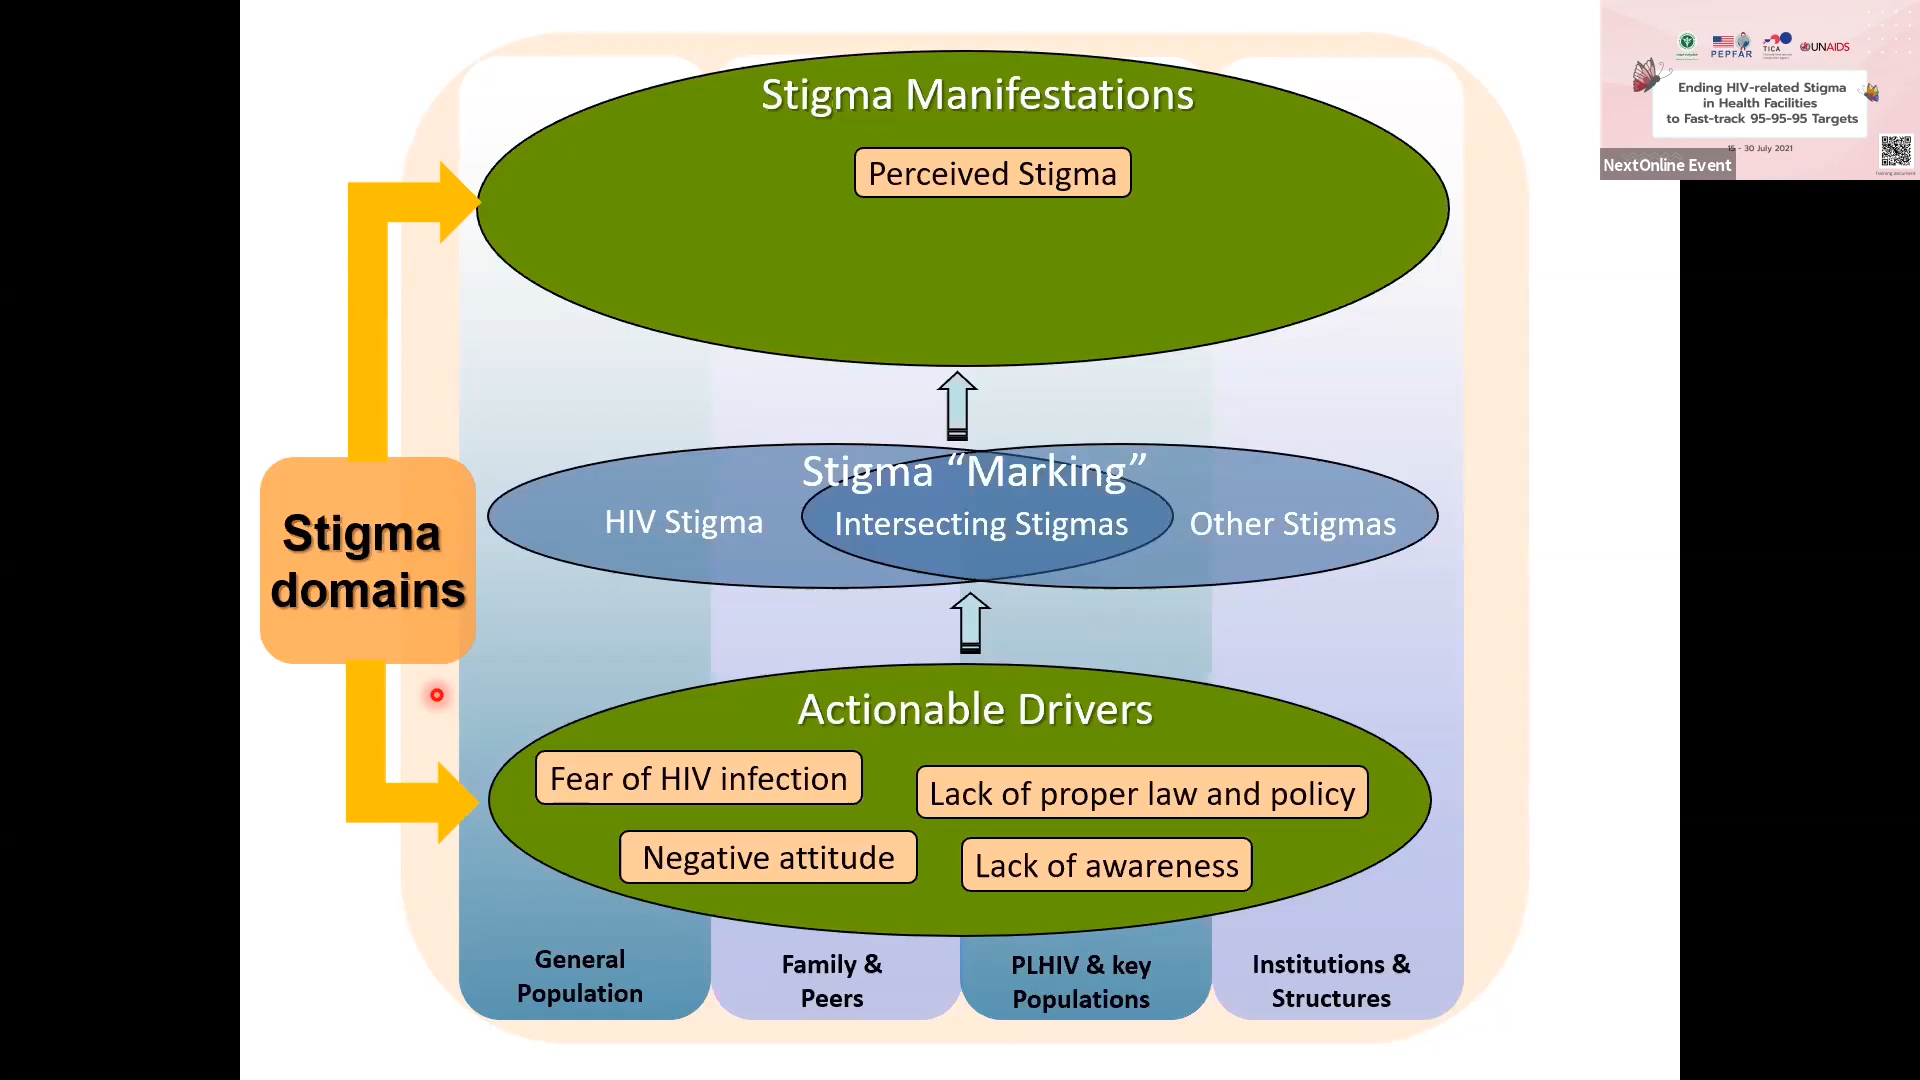 Stigma Manifestations
Perceived Stigma
Stigma “Marking”
HIV Stigma
Intersecting Stigmas
Other Stigmas
Stigma
domains
Actionable Drivers
Fear of HIV infection
Lack of proper law and policy
Negative attitude
Lack of awareness
General
Population
Family &
Peers
PLHIV & key
Populations
Institutions &
Structures
PEPFAR
TICA
UNAIDS
Ending HIV-related Stigma
in Health Facilities
to Fast-track 95-95-95 Targets
15 - 30 July 2021
NextOnline Event
Training document